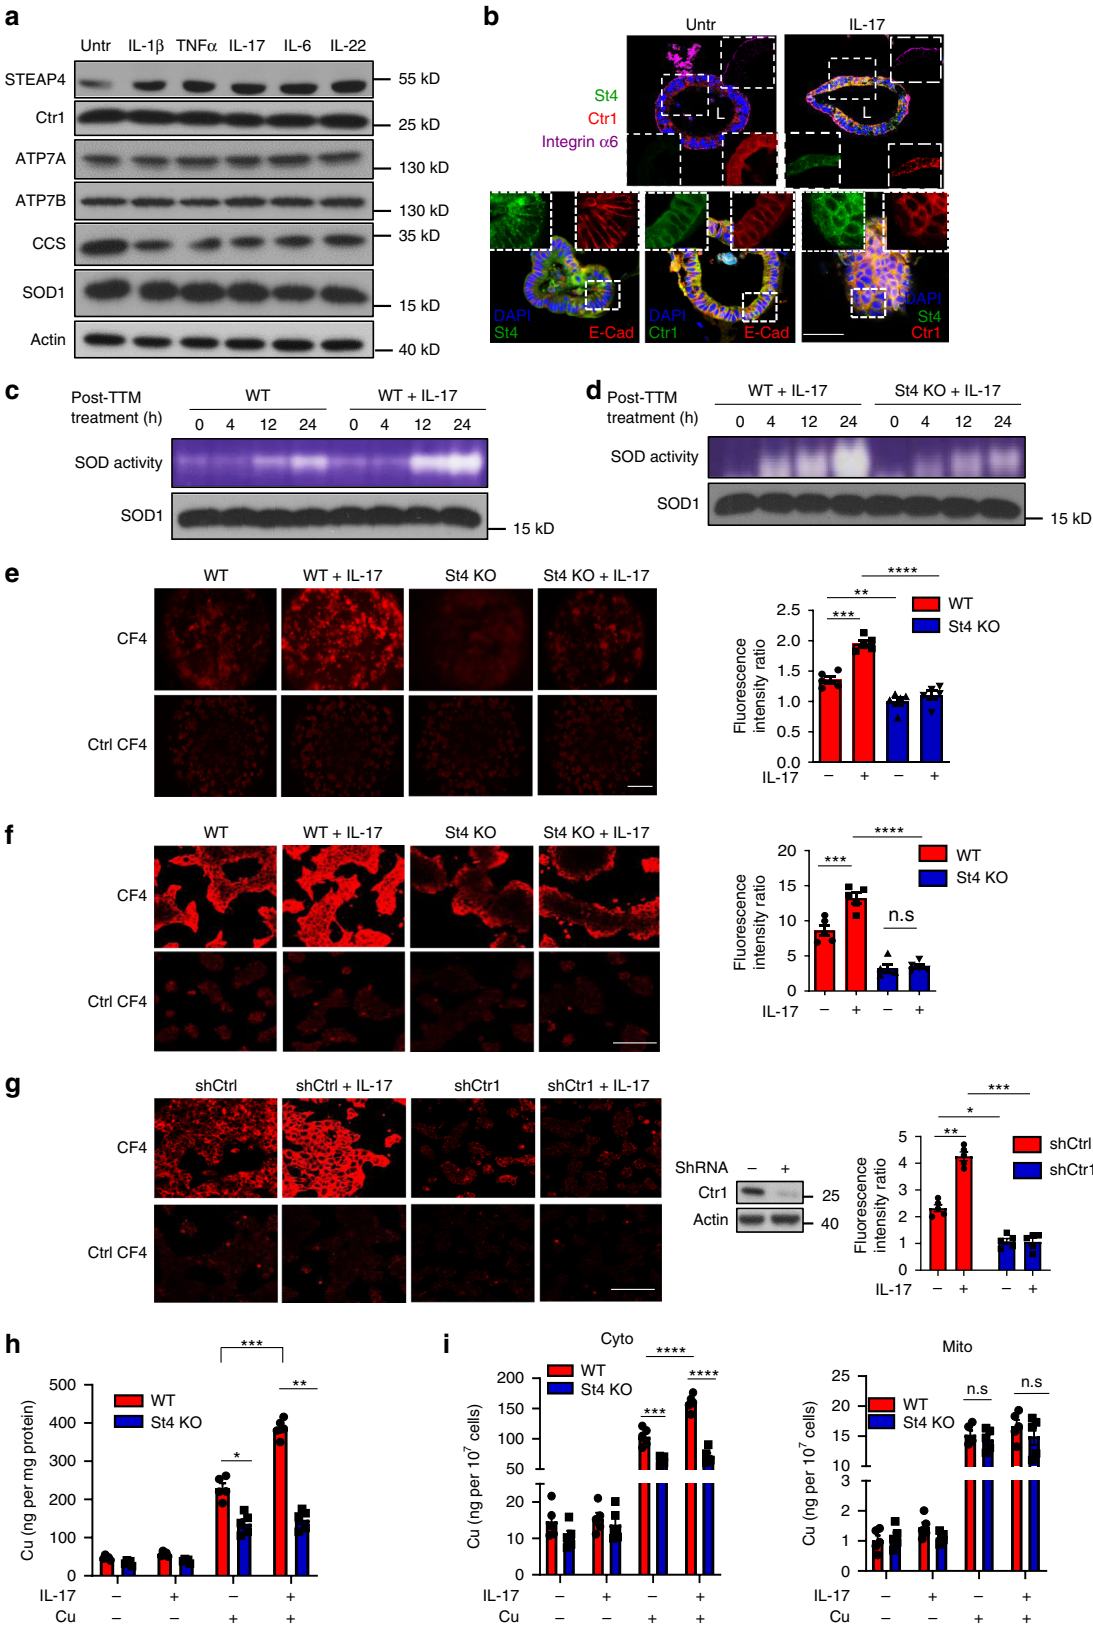 a
Untr IL-1β TNFα IL-17 IL-6 IL-22
STEAP4 55 kD
Ctr1 25 kD
ATP7A 130 kD
ATP7B 130 kD
CCS 35 kD
SOD1 15 kD
Actin 40 kD
b
Untr IL-17
St4
Ctr1
Integrin α6
L L
DAPI
St4 E-Cad
DAPI
Ctr1 E-Cad
DAPI
St4
Ctr1
c
Post-TTM treatment (h)
WT WT + IL-17
0 4 12 24 0 4 12 24
SOD activity
SOD1 15 kD
d
Post-TTM treatment (h)
WT + IL-17 St4 KO + IL-17
0 4 12 24 0 4 12 24
SOD activity
SOD1 15 kD
e
WT WT + IL-17 St4 KO St4 KO + IL-17
CF4
Ctrl CF4
****
**
***
WT
St4 KO
Fluorescence intensity ratio
2.5
2.0
1.5
1.0
0.5
0.0
IL-17 – + – +
f
WT WT + IL-17 St4 KO St4 KO + IL-17
CF4
Ctrl CF4
****
***
n.s
WT
St4 KO
Fluorescence intensity ratio
20
15
10
5
0
IL-17 – + – +
g
shCtrl shCtrl + IL-17 shCtr1 shCtr1 + IL-17
CF4
Ctrl CF4
ShRNA – +
Ctr1 25
Actin 40
***
*
**
shCtrl
shCtr1
Fluorescence intensity ratio
5
4
3
2
1
0
IL-17 – + – +
h
***
**
*
WT
St4 KO
Cu (ng per mg protein)
500
400
300
200
100
0
IL-17 – + – +
Cu – – + +
i
Cyto
****
****
***
WT
St4 KO
Cu (ng per 10⁷ cells)
200
150
100
50
20
10
0
IL-17 – + – +
Cu – – + +
Mito
n.s n.s
WT
St4 KO
Cu (ng per 10⁷ cells)
25
20
15
10
3
2
1
0
IL-17 – + – +
Cu – – + +